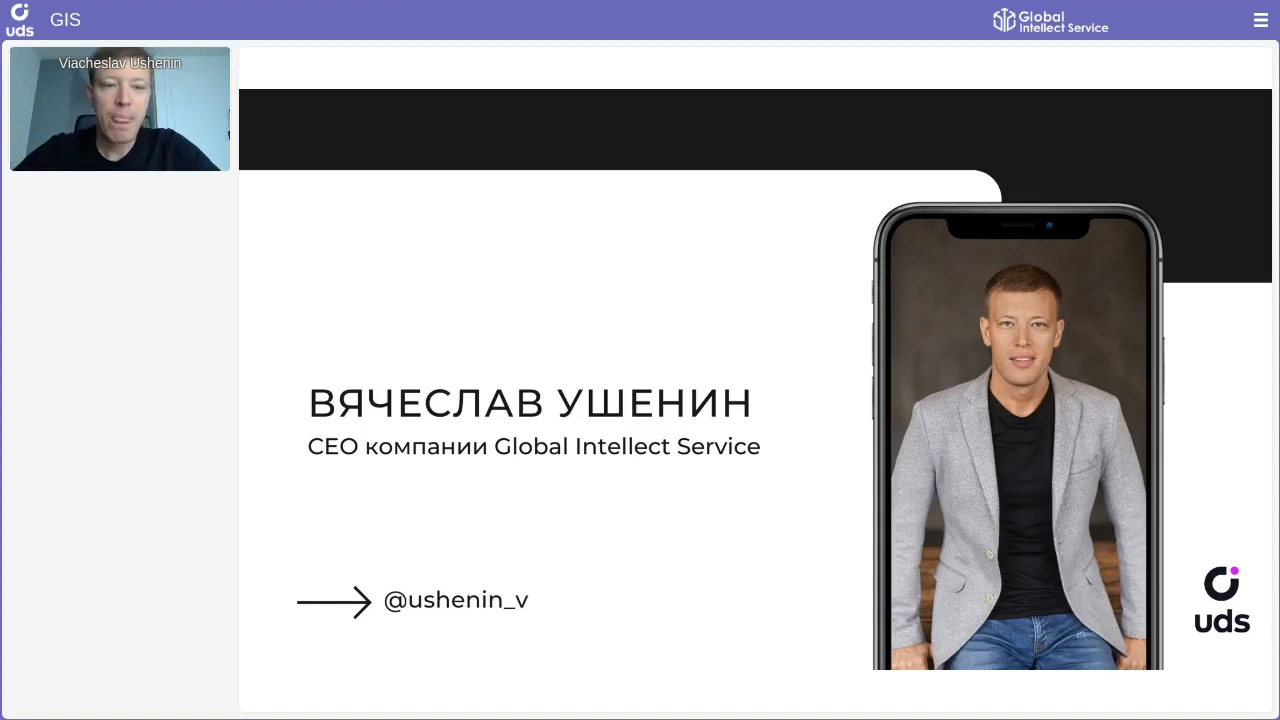 uds
GIS
Global
Intellect Service
Viacheslav Ushenin
ВЯЧЕСЛАВ УШЕНИН
CEO компании Global Intellect Service
@ushenin_v
uds